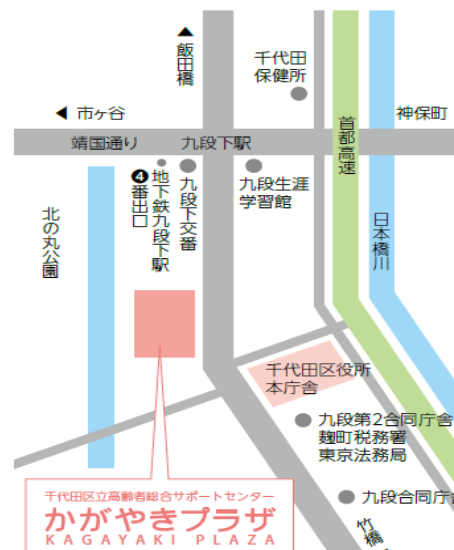 ▲飯田橋
千代田
保健所
◀ 市ヶ谷
神保町
首都高速
靖国通り
九段下駅
日本橋川
北の丸公園
地下鉄九段下駅
❹番出口
九段下交番
九段生涯
学習館
千代田区役所
本庁舎
九段第2合同庁舎
麹町税務署
東京法務局
九段合同庁舎
竹橋
千代田区立高齢者総合サポートセンター
かがやきプラザ
KAGAYAKI PLAZA